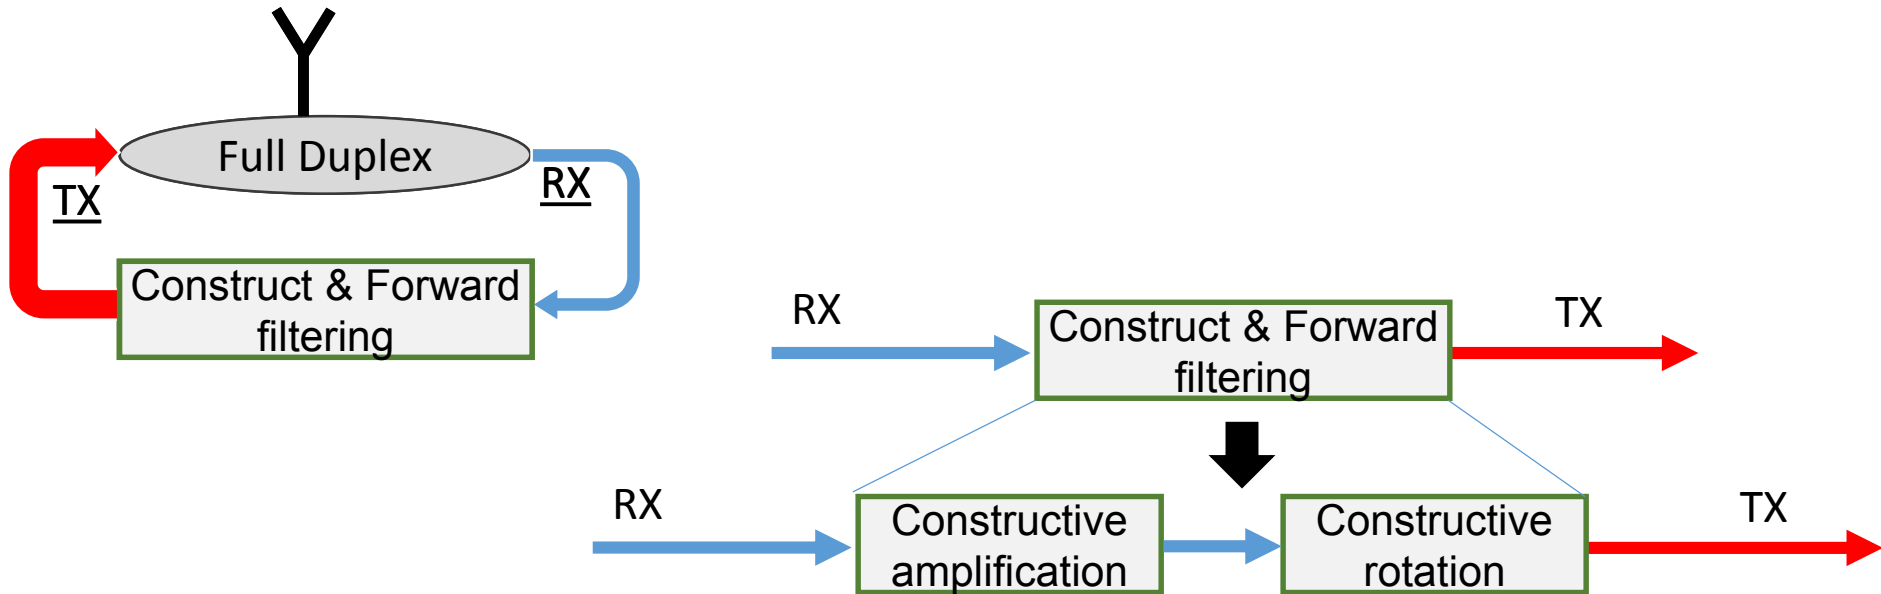 Full Duplex
TX
RX
Construct & Forward
filtering
RX
Construct & Forward
filtering
TX
RX
Constructive
amplification
Constructive
rotation
TX